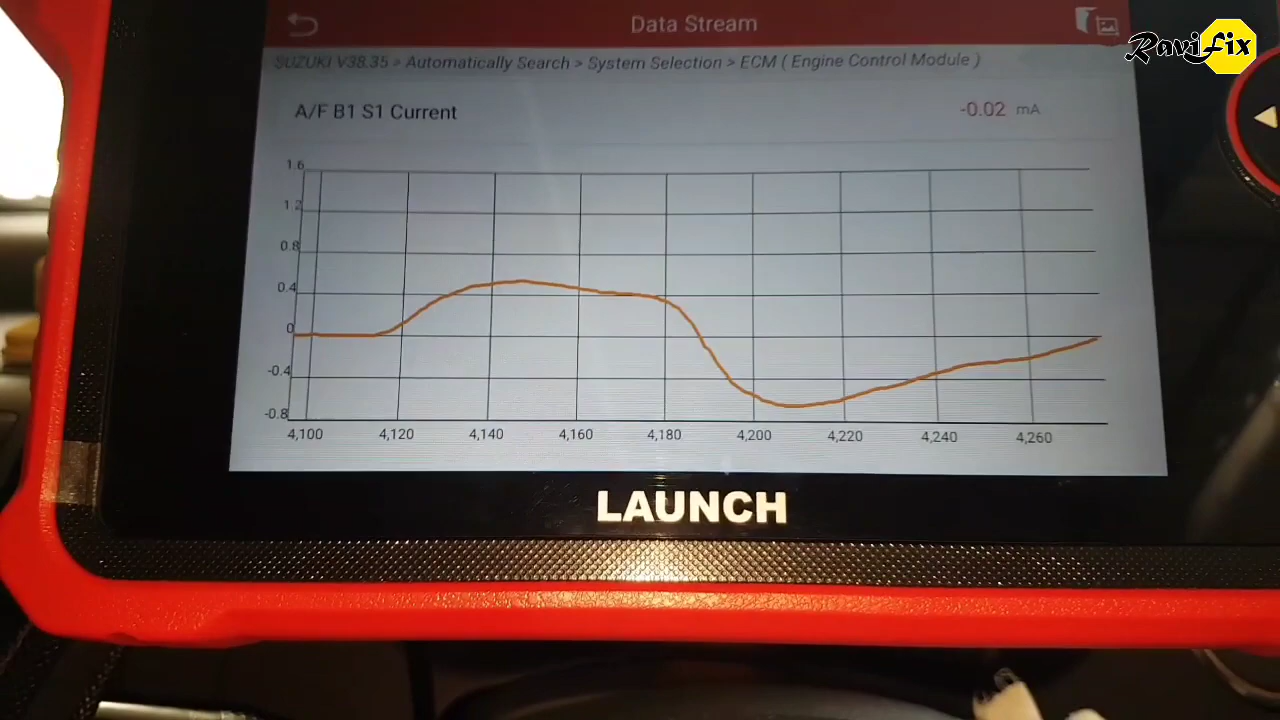 Data Stream
RaviFix
SUZUKI V38.35 > Automatically Search > System Selection > ECM ( Engine Control Module )
A/F B1 S1 Current
-0.02 mA
1.6
1.2
0.8
0.4
0
-0.4
-0.8
4,100 4,120 4,140 4,160 4,180 4,200 4,220 4,240 4,260
LAUNCH